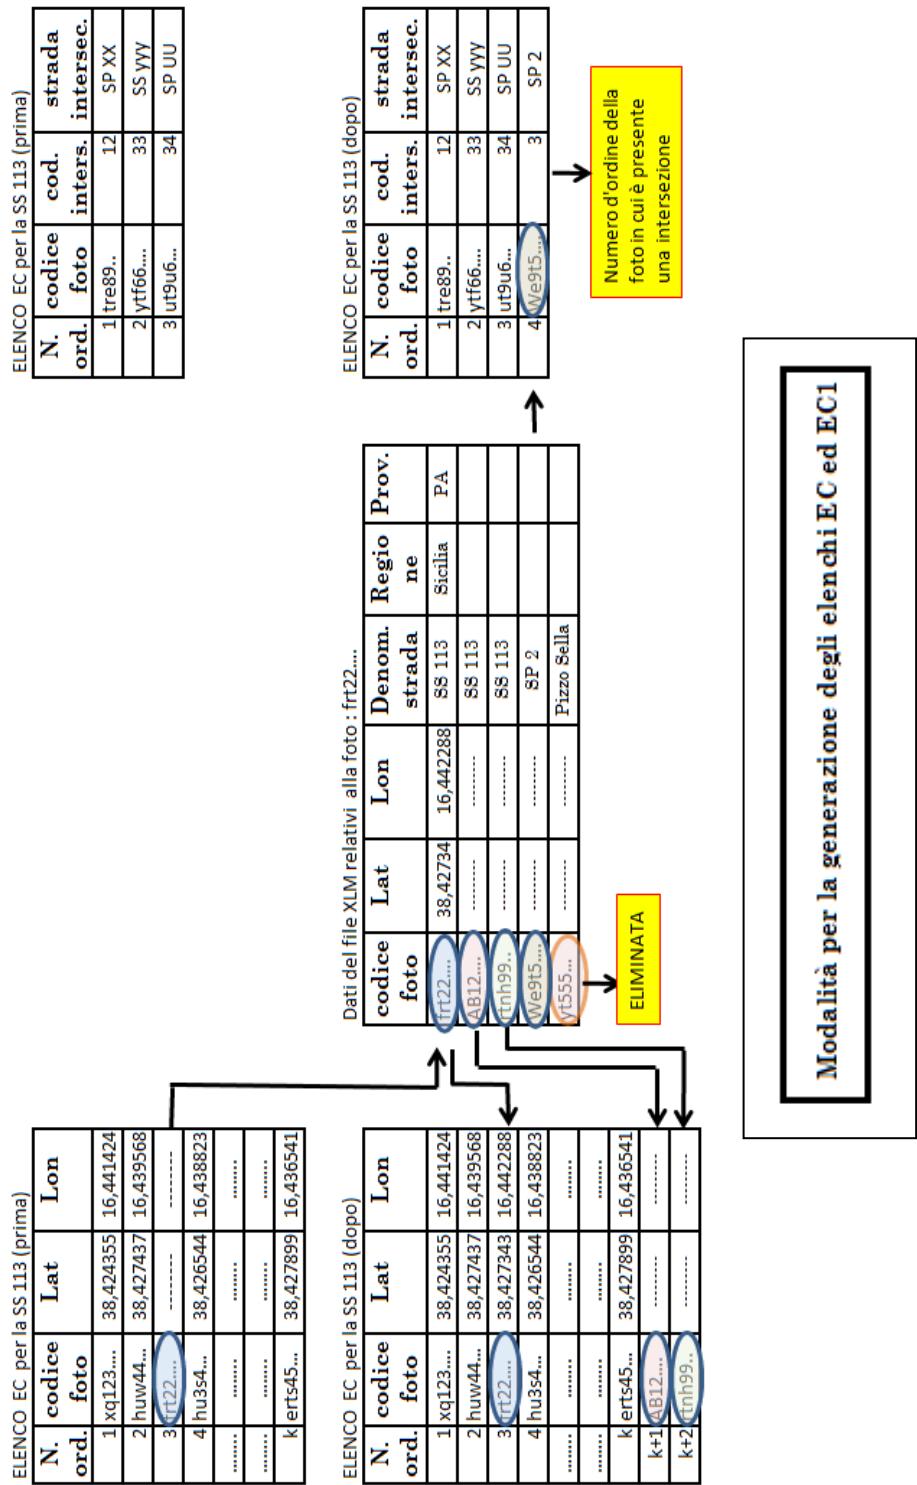 ELENCO EC per la SS 113 (prima)
N. ord. codice foto Lat Lon
1 xq123.... 38,424355 16,441424
2 huw44... 38,427437 16,439568
3 frt22.... -------- --------
4 hu3s4... 38,426544 16,438823
........ ......... ......... .........
........ ......... ......... .........
k erts45... 38,427899 16,436541
ELENCO EC per la SS 113 (dopo)
N. ord. codice foto Lat Lon
1 xq123.... 38,424355 16,441424
2 huw44... 38,427437 16,439568
3 frt22.... 38,427343 16,442288
4 hu3s4... 38,426544 16,438823
........ ......... ......... .........
........ ......... ......... .........
k erts45... 38,427899 16,436541
k+1 AB12.... -------- --------
k+2 rtnh99.. -------- --------
Dati del file XLM relativi alla foto : frt22....
codice foto Lat Lon Denom. strada Regio ne Prov.
frt22.... 38,42734 16,442288 SS 113 Sicilia PA
AB12.... --------- --------- SS 113
rtnh99.. --------- --------- SS 113
We9t5.... --------- --------- SP 2
yt555... --------- --------- Pizzo Sella
ELIMINATA
ELENCO EC per la SS 113 (prima)
N. ord. codice foto cod. inters. strada intersec.
1 tre89.. 12 SP XX
2 ytf66.... 33 SS yyy
3 ut9u6... 34 SP UU
ELENCO EC per la SS 113 (dopo)
N. ord. codice foto cod. inters. strada intersec.
1 tre89.. 12 SP XX
2 ytf66.... 33 SS yyy
3 ut9u6... 34 SP UU
4 We9t5.... 3 SP 2
Numero d'ordine della
foto in cui è presente
una intersezione
Modalità per la generazione degli elenchi EC ed EC1